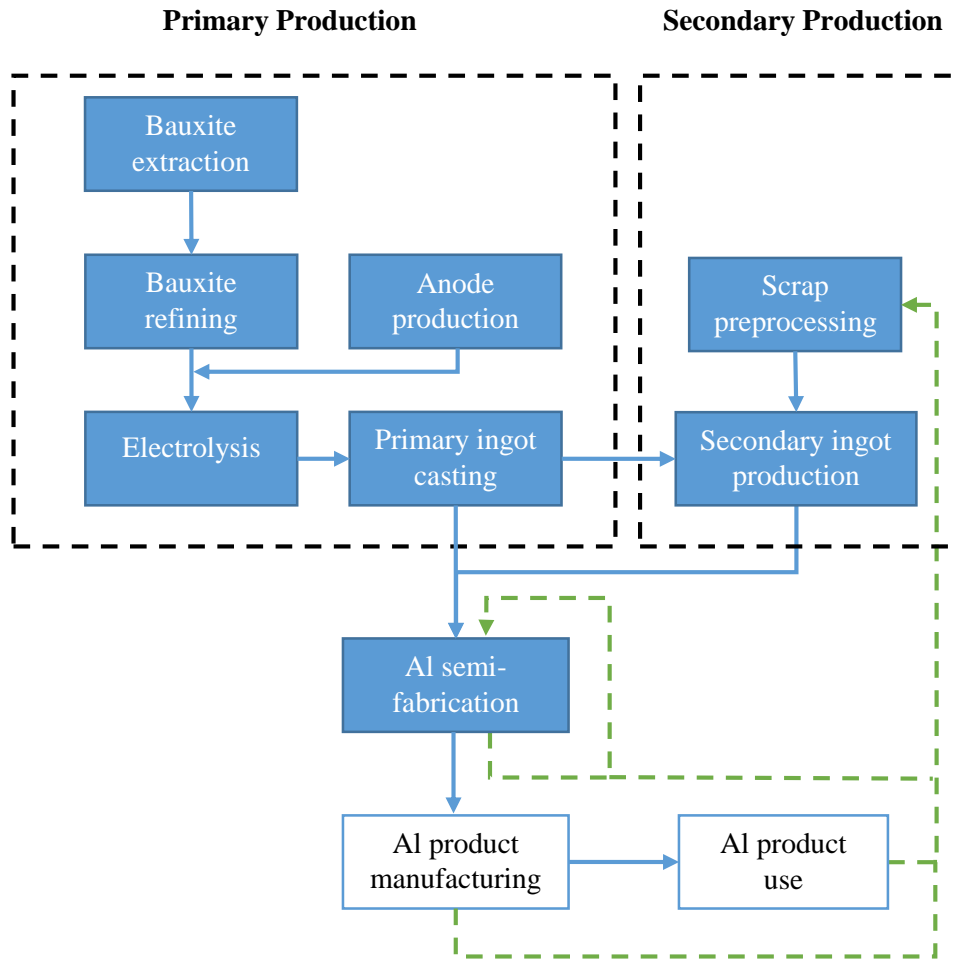 Primary Production
Secondary Production
Bauxite
extraction
Bauxite
refining
Anode
production
Scrap
preprocessing
Electrolysis
Primary ingot
casting
Secondary ingot
production
Al semi-
fabrication
Al product
manufacturing
Al product
use